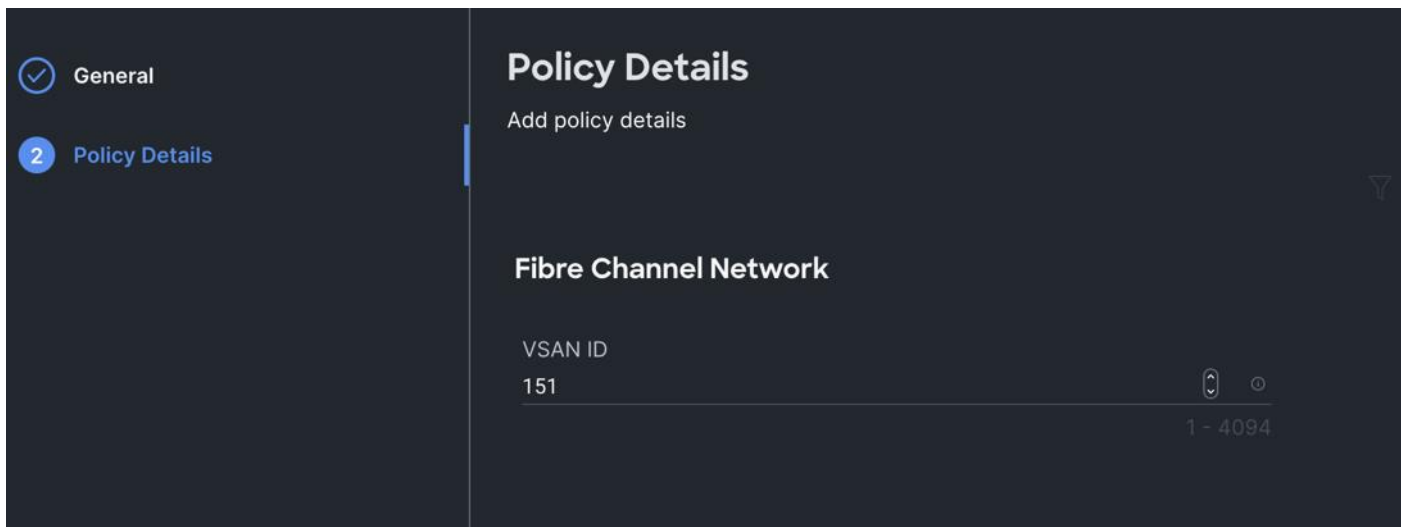 General
2 Policy Details
Policy Details
Add policy details
Fibre Channel Network
VSAN ID
151
1 - 4094